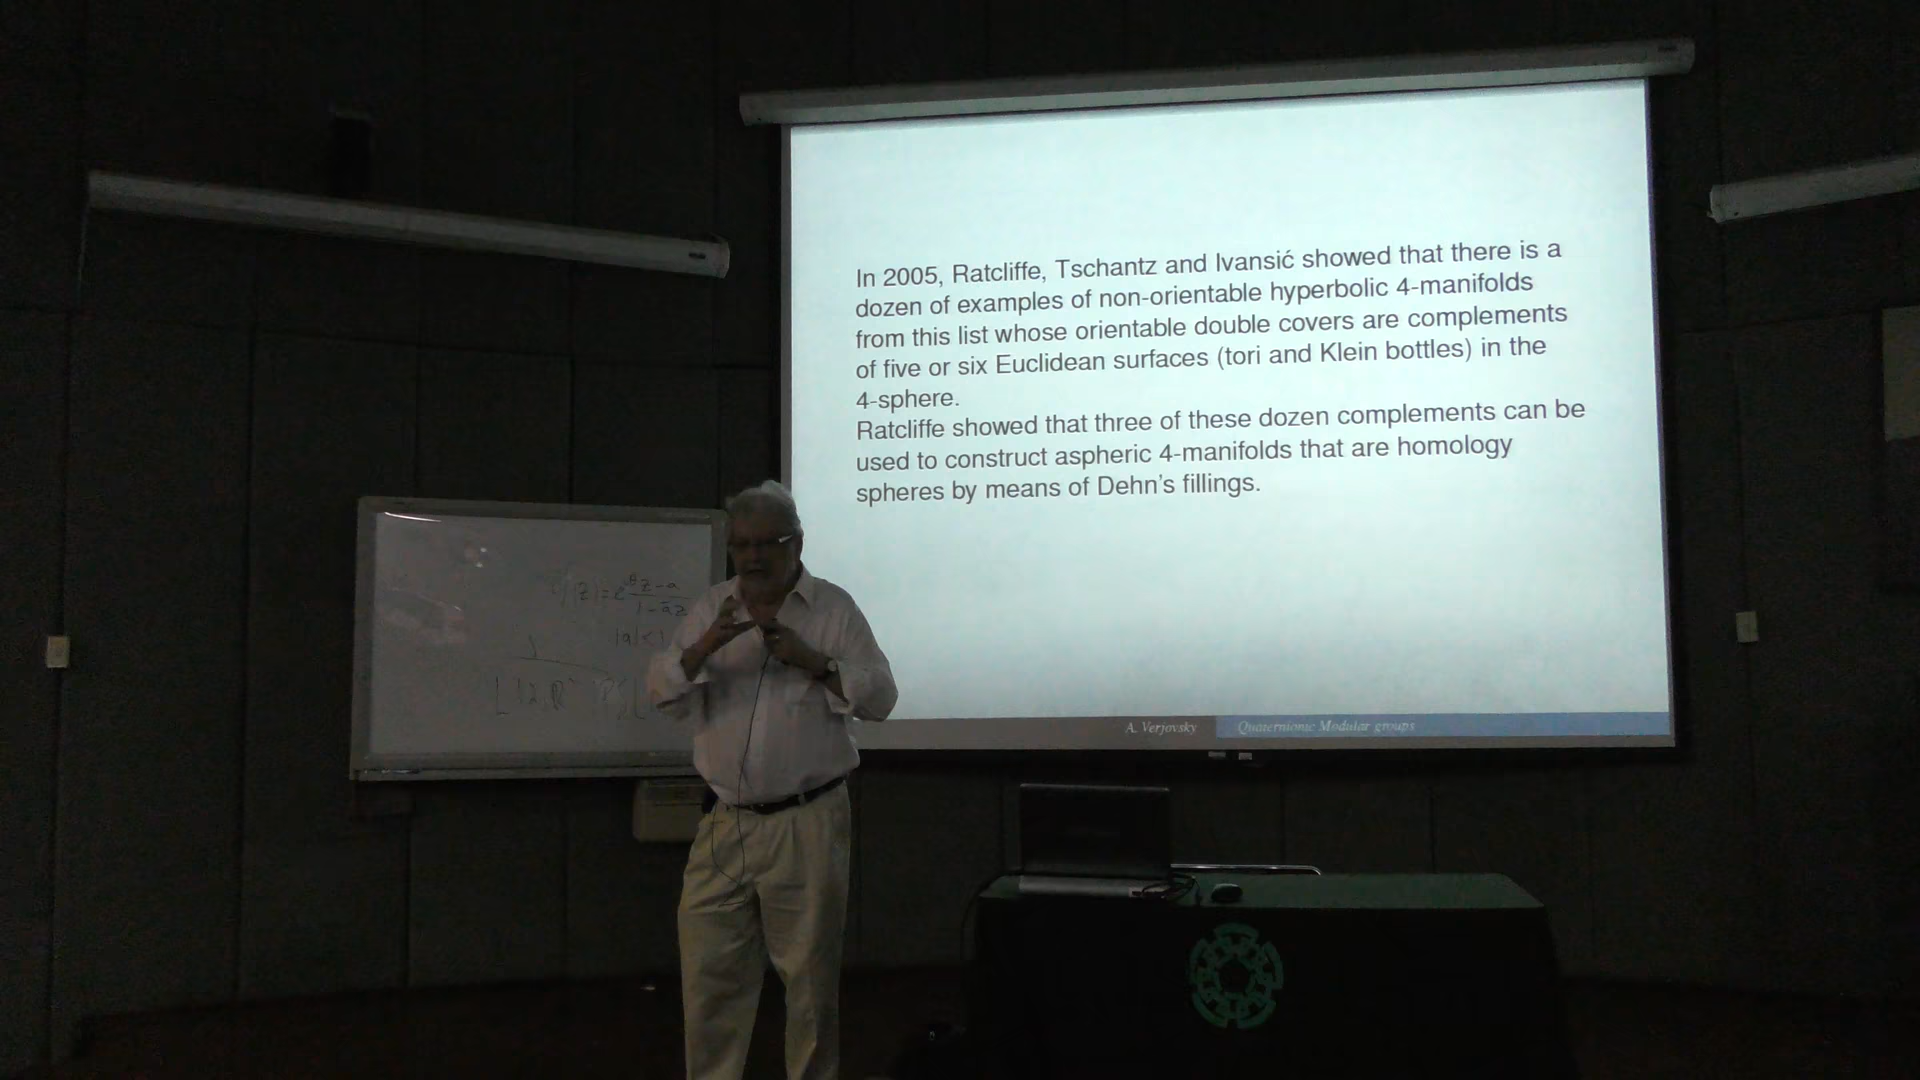 In 2005, Ratcliffe, Tschantz and Ivansić showed that there is a
dozen of examples of non-orientable hyperbolic 4-manifolds
from this list whose orientable double covers are complements
of five or six Euclidean surfaces (tori and Klein bottles) in the
4-sphere.
Ratcliffe showed that three of these dozen complements can be
used to construct aspheric 4-manifolds that are homology
spheres by means of Dehn's fillings.
A. Verjovsky Quaternionic Modular groups
|a|<1